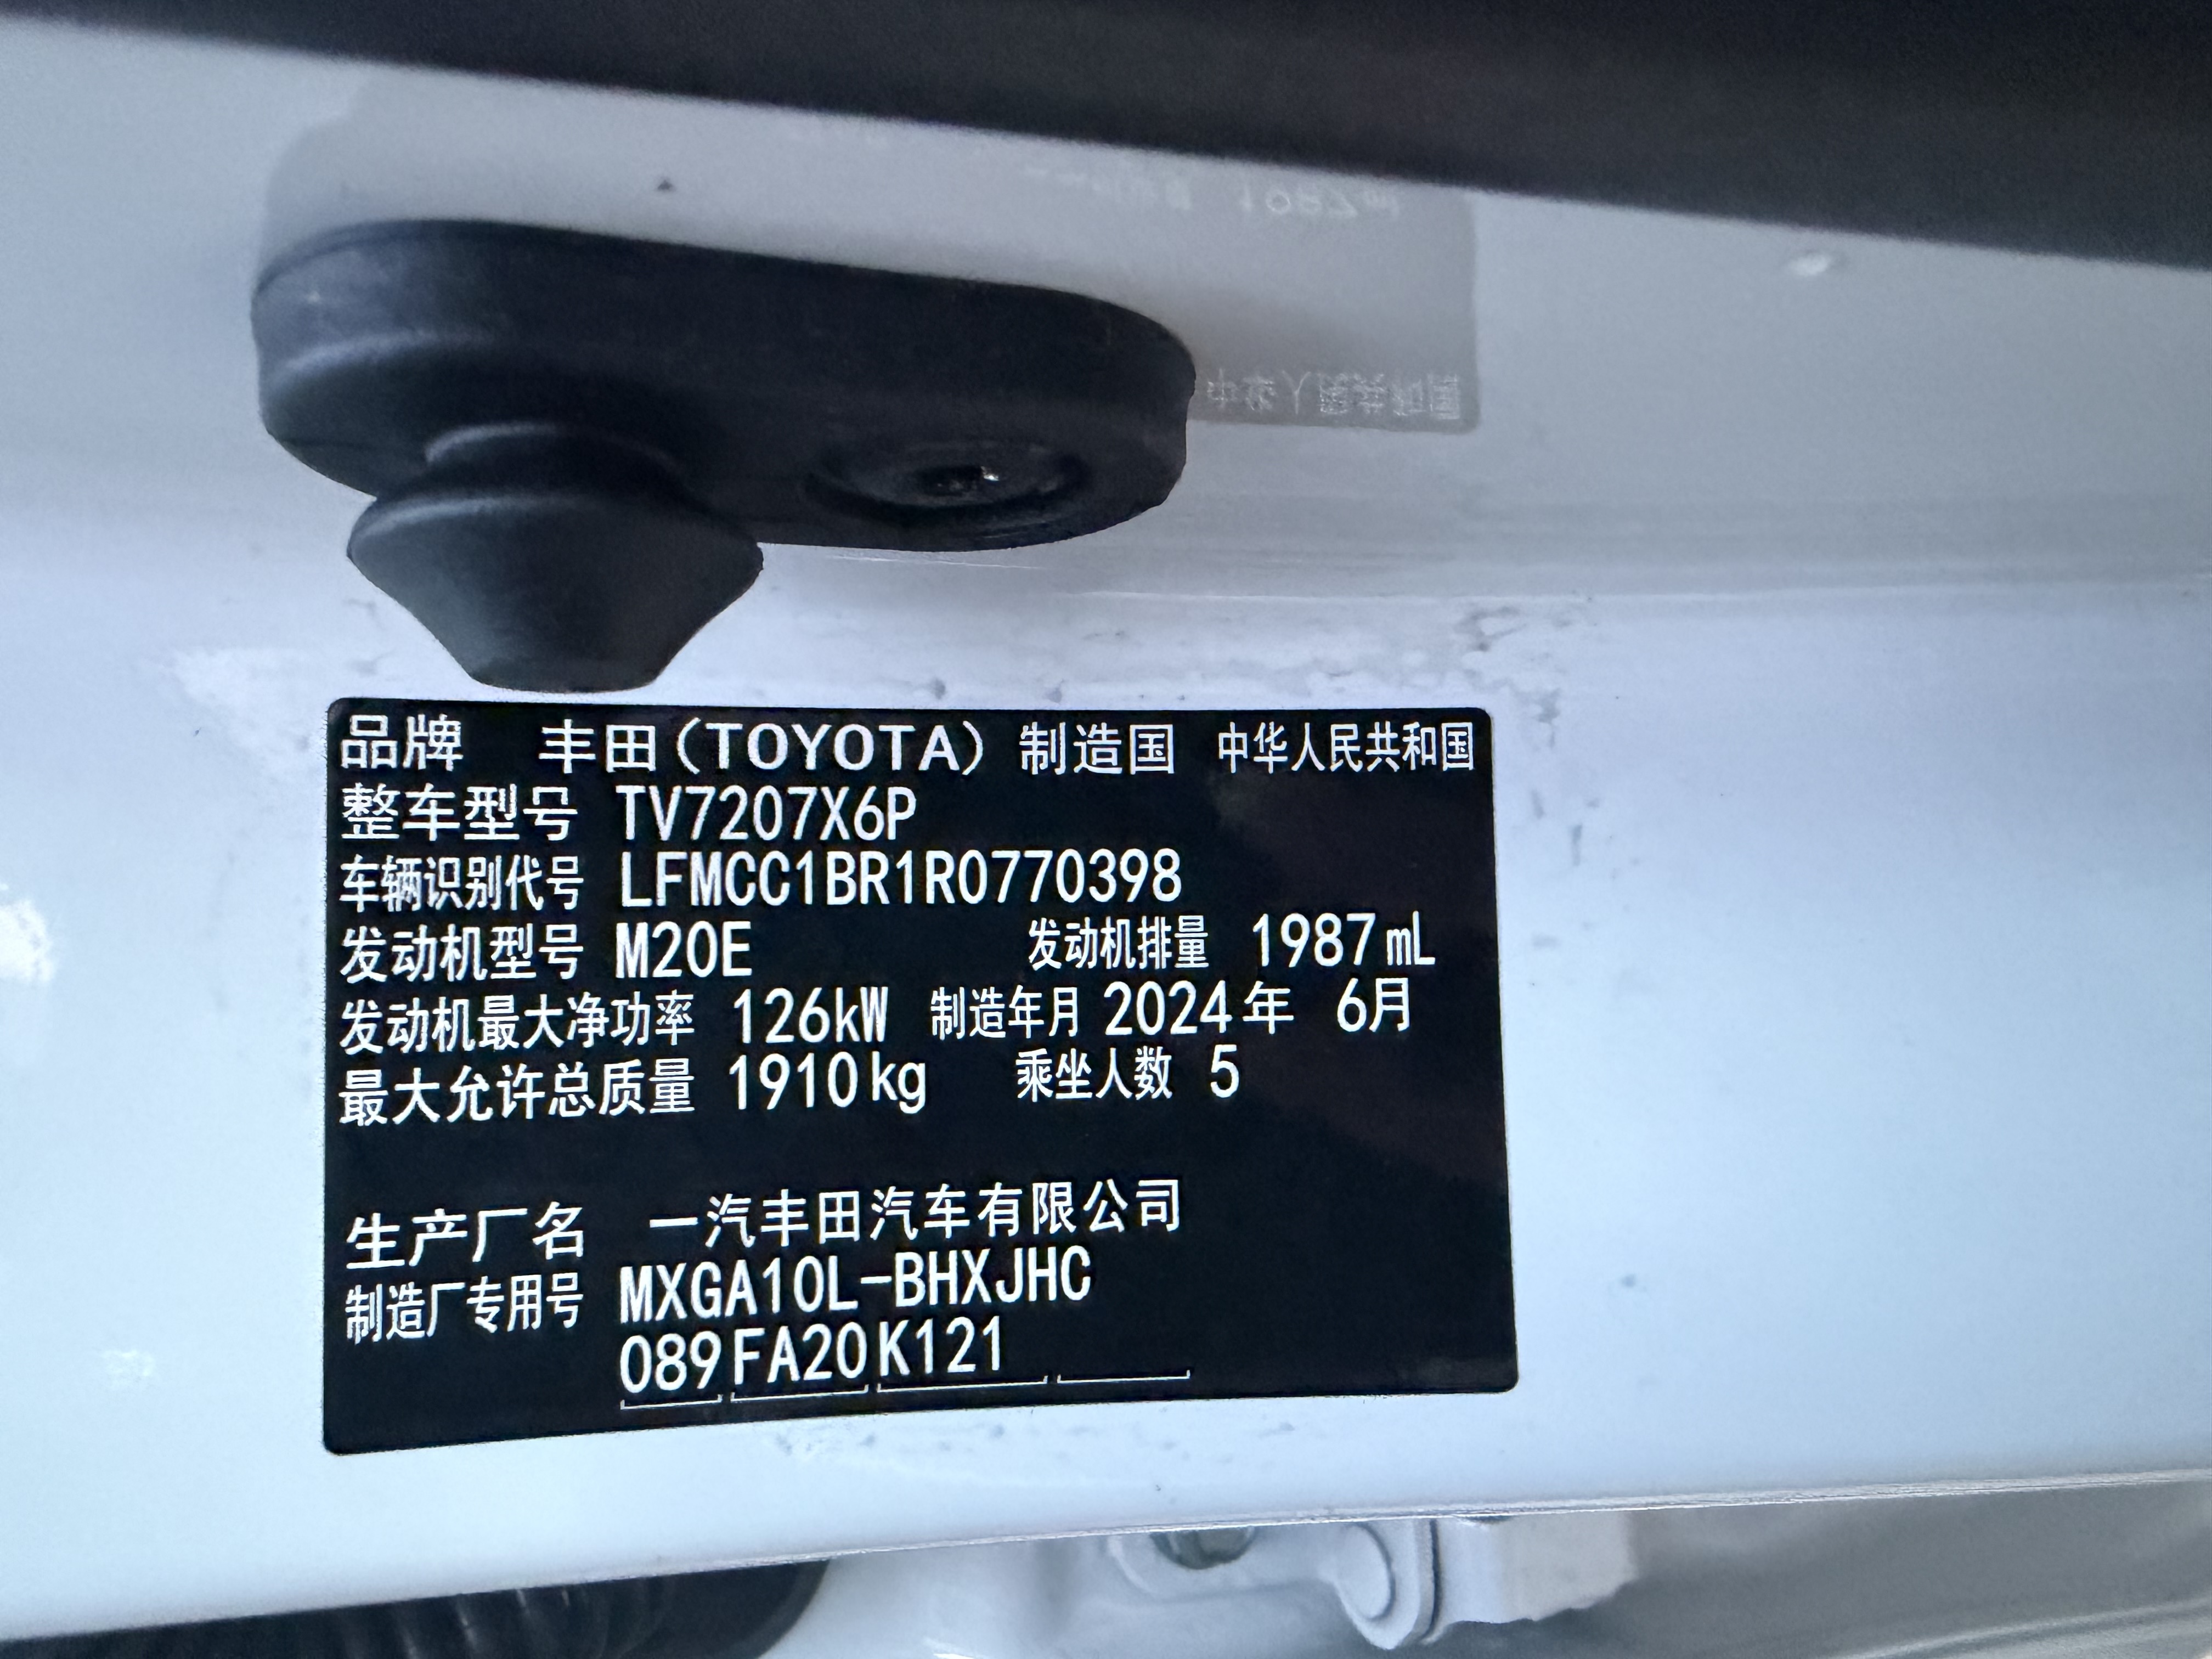 品牌 丰田(TOYOTA) 制造国 中华人民共和国
整车型号 TV7207X6P
车辆识别代号 LFMCC1BR1R0770398
发动机型号 M20E 发动机排量 1987mL
发动机最大净功率 126kW 制造年月 2024年 6月
最大允许总质量 1910kg 乘坐人数 5
生产厂名 一汽丰田汽车有限公司
制造厂专用号 MXGA10L-BHXJHC
089 FA20 K121